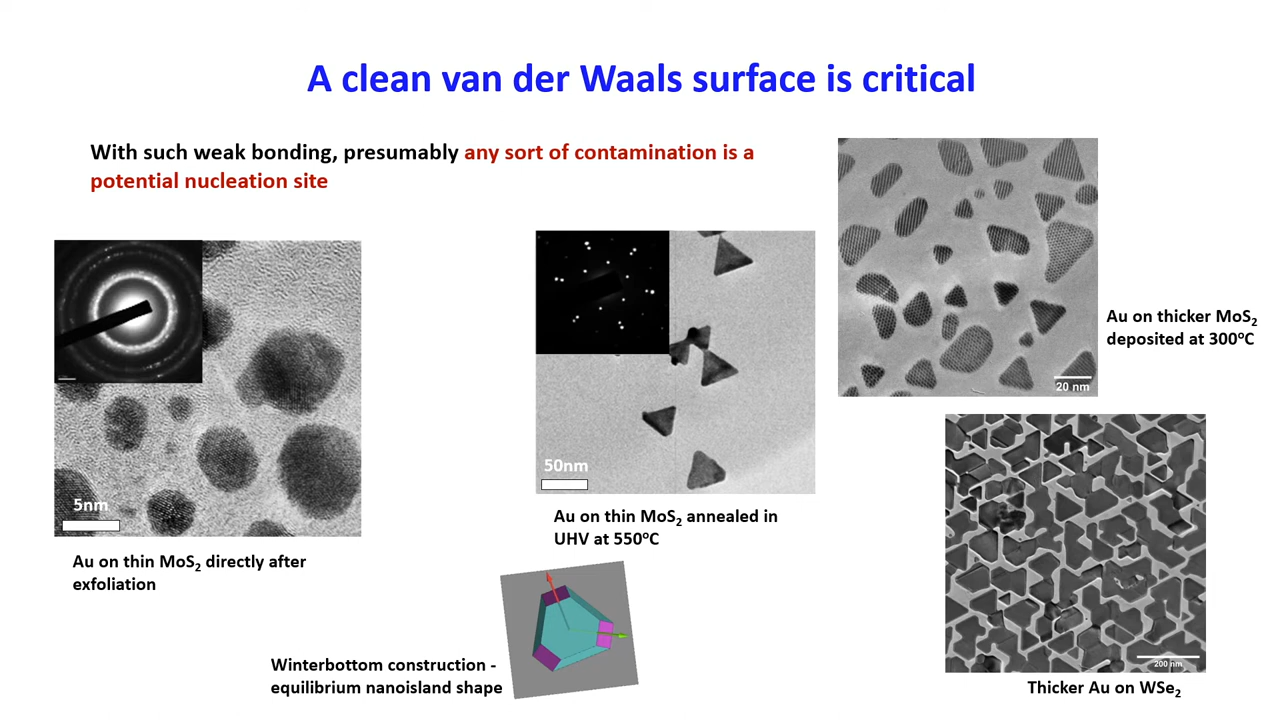 A clean van der Waals surface is critical
With such weak bonding, presumably any sort of contamination is a
potential nucleation site
5nm
Au on thin MoS₂ directly after
exfoliation
50nm
Au on thin MoS₂ annealed in
UHV at 550°C
20 nm
Au on thicker MoS₂
deposited at 300°C
Winterbottom construction -
equilibrium nanoisland shape
200 nm
Thicker Au on WSe₂